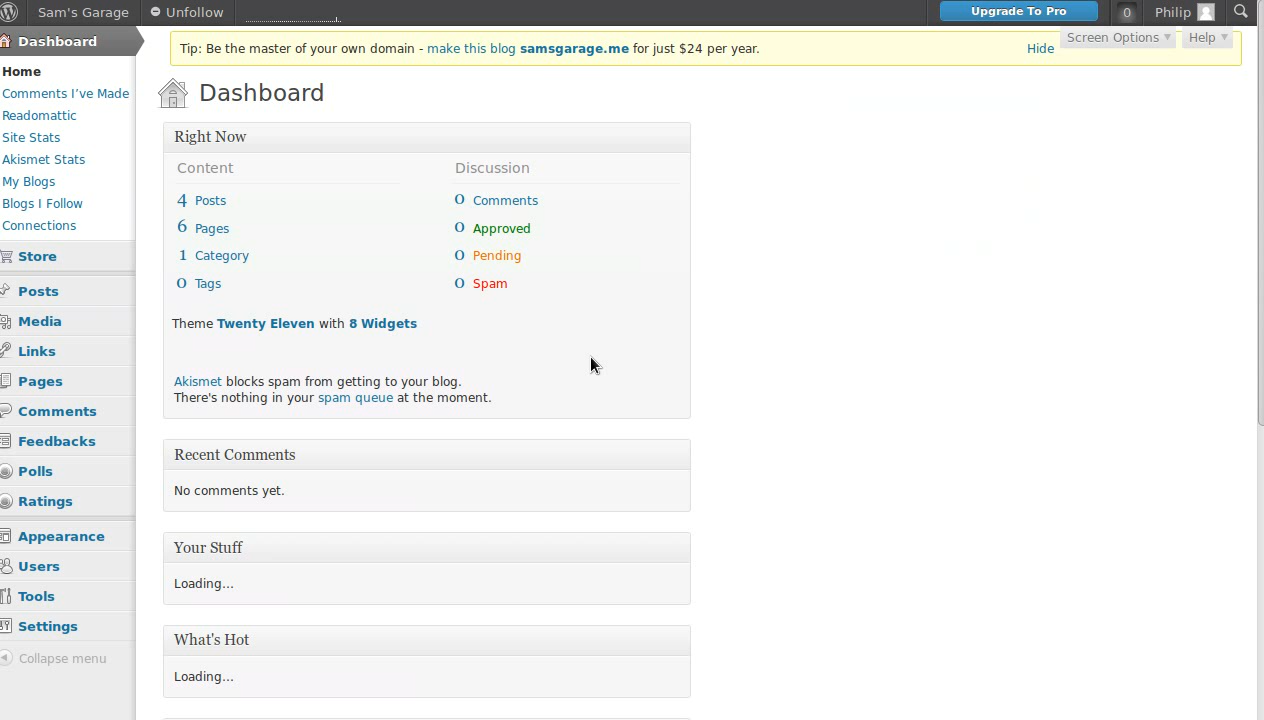 Sam's Garage Unfollow Upgrade To Pro 0 Philip
Dashboard
Home
Comments I've Made
Readomattic
Site Stats
Akismet Stats
My Blogs
Blogs I Follow
Connections
Store
Posts
Media
Links
Pages
Comments
Feedbacks
Polls
Ratings
Appearance
Users
Tools
Settings
Collapse menu
Tip: Be the master of your own domain - make this blog samsgarage.me for just $24 per year. Hide
Screen Options Help
Dashboard
Right Now
Content Discussion
4 Posts 0 Comments
6 Pages 0 Approved
1 Category 0 Pending
0 Tags 0 Spam
Theme Twenty Eleven with 8 Widgets
Akismet blocks spam from getting to your blog.
There's nothing in your spam queue at the moment.
Recent Comments
No comments yet.
Your Stuff
Loading...
What's Hot
Loading...